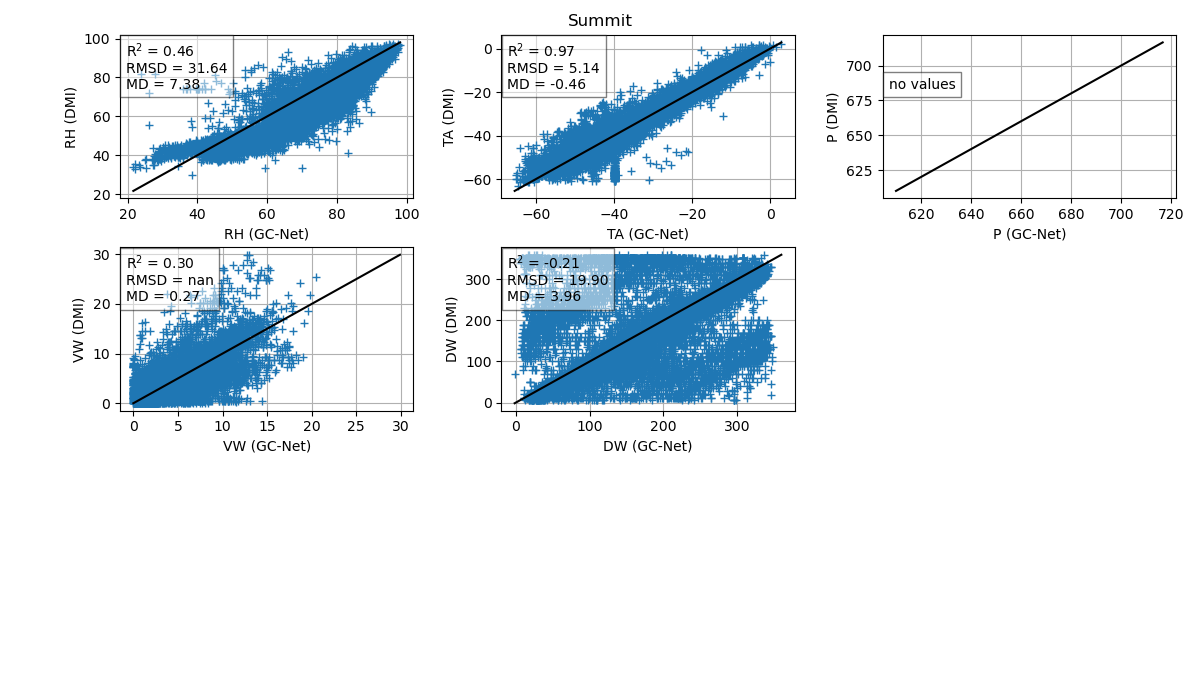 Summit
R² = 0.46
RMSD = 31.64
MD = 7.38
100
80
60
40
20
RH (DMI)
20 40 60 80 100
RH (GC-Net)
R² = 0.97
RMSD = 5.14
MD = -0.46
0
−20
−40
−60
TA (DMI)
−60 −40 −20 0
TA (GC-Net)
no values
700
675
650
625
P (DMI)
620 640 660 680 700 720
P (GC-Net)
R² = 0.30
RMSD = nan
MD = 0.27
30
20
10
0
VW (DMI)
0 5 10 15 20 25 30
VW (GC-Net)
R² = -0.21
RMSD = 19.90
MD = 3.96
300
200
100
0
DW (DMI)
0 100 200 300
DW (GC-Net)